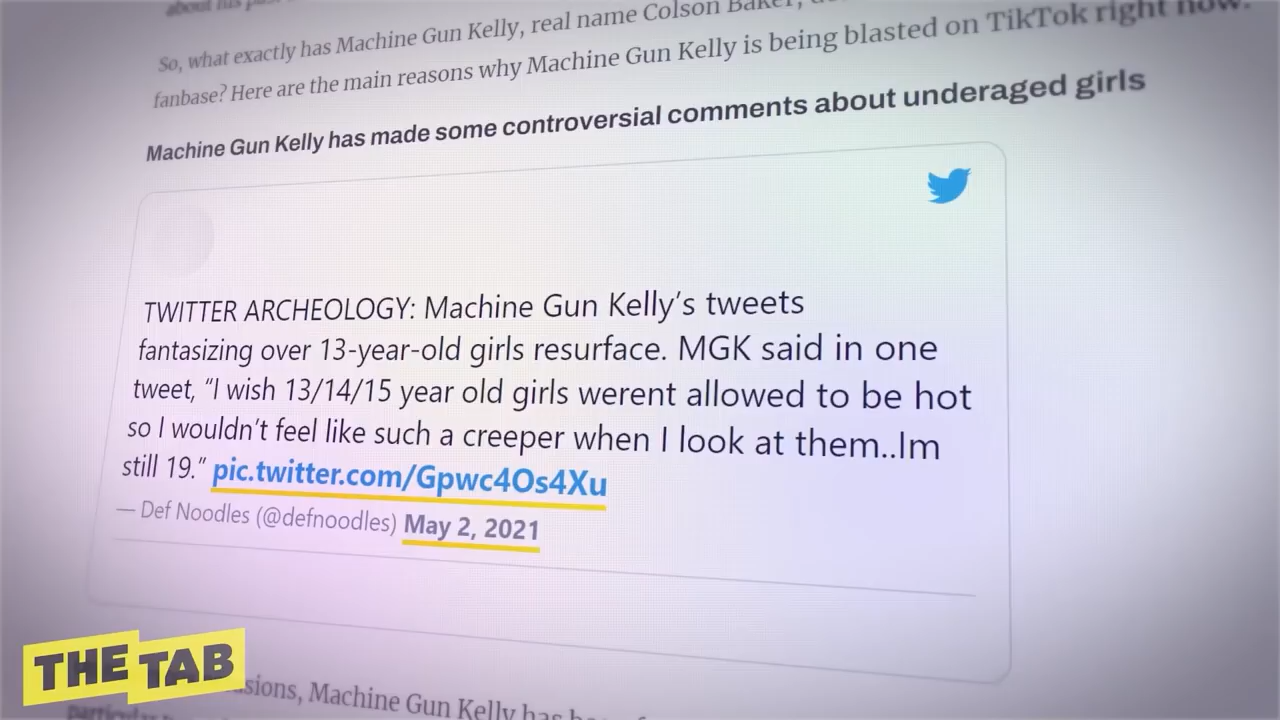 about his pas
So, what exactly has Machine Gun Kelly, real name Colson Baker,
fanbase? Here are the main reasons why Machine Gun Kelly is being blasted on TikTok right now.
Machine Gun Kelly has made some controversial comments about underaged girls
TWITTER ARCHEOLOGY: Machine Gun Kelly’s tweets
fantasizing over 13-year-old girls resurface. MGK said in one
tweet, “I wish 13/14/15 year old girls werent allowed to be hot
so I wouldn’t feel like such a creeper when I look at them..Im
still 19.” pic.twitter.com/Gpwc4Os4Xu
— Def Noodles (@defnoodles) May 2, 2021
THE TAB
sions, Machine Gun Kelly has